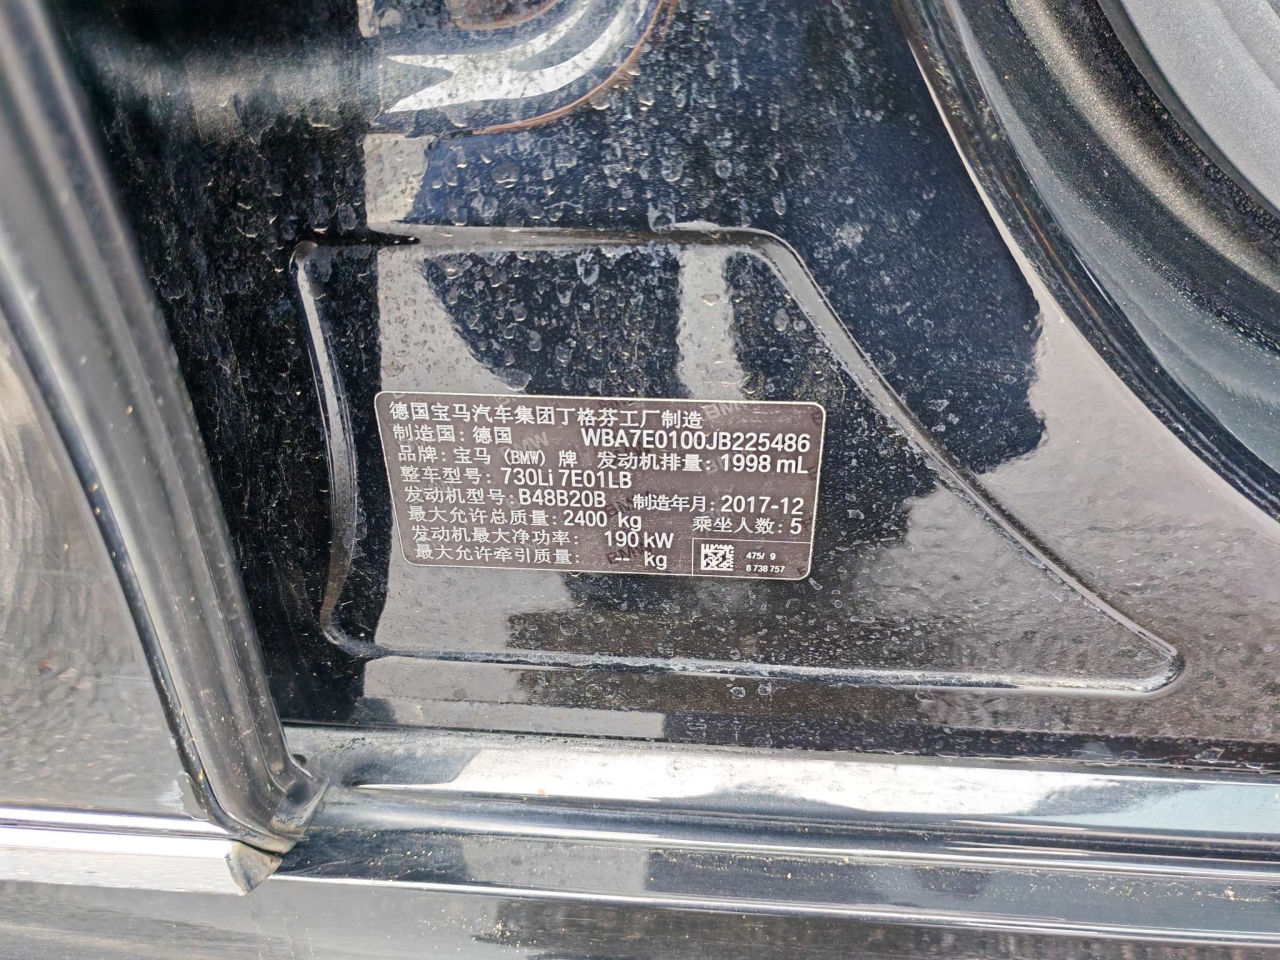 德国宝马汽车集团丁格芬工厂制造
制造国：德国 WBA7E0100JB225486
品牌：宝马 (BMW) 牌 发动机排量：1998 mL
整车型号：730Li 7E01LB
发动机型号：B48B20B 制造年月：2017-12
最大允许总质量：2400 kg 乘坐人数：5
发动机最大净功率： 190 kW
最大允许牵引质量： -- kg
475/ 9
8 738 757